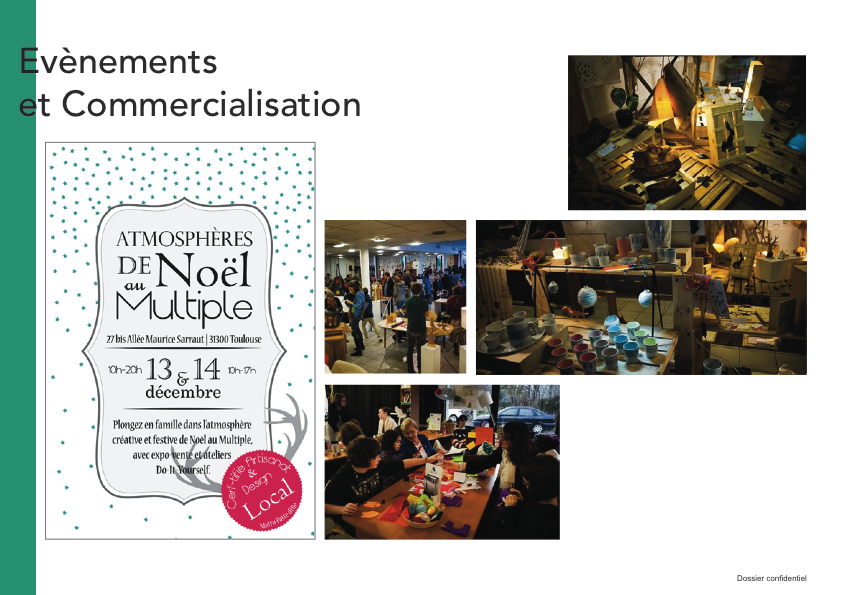 Evènements
et Commercialisation
ATMOSPHÈRES
DE Noël
au
Multiple
27 bis Allée Maurice Sarraut | 31300 Toulouse
10h-20h 13 & 14 10h-17h
décembre
Plongez en famille dans l'atmosphère
créative et festive de Noël au Multiple,
avec expo-vente et ateliers
Do It Yourself.
Artisanat
&
Design
Local
Dossier confidentiel